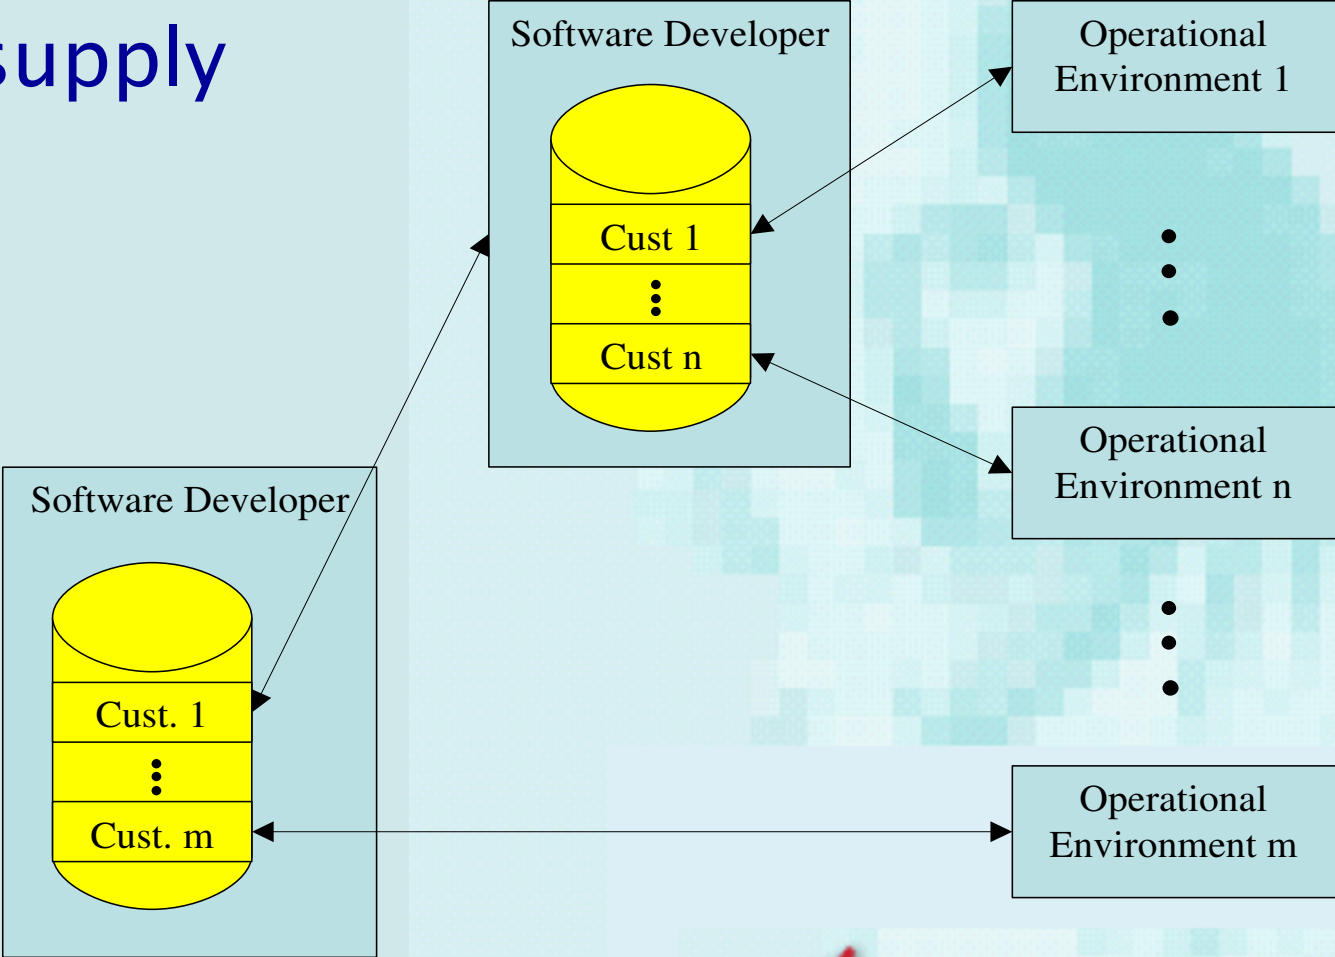 supply
Software Developer
Cust 1
Cust n
Operational
Environment 1
Operational
Environment n
Software Developer
Cust. 1
Cust. m
Operational
Environment m